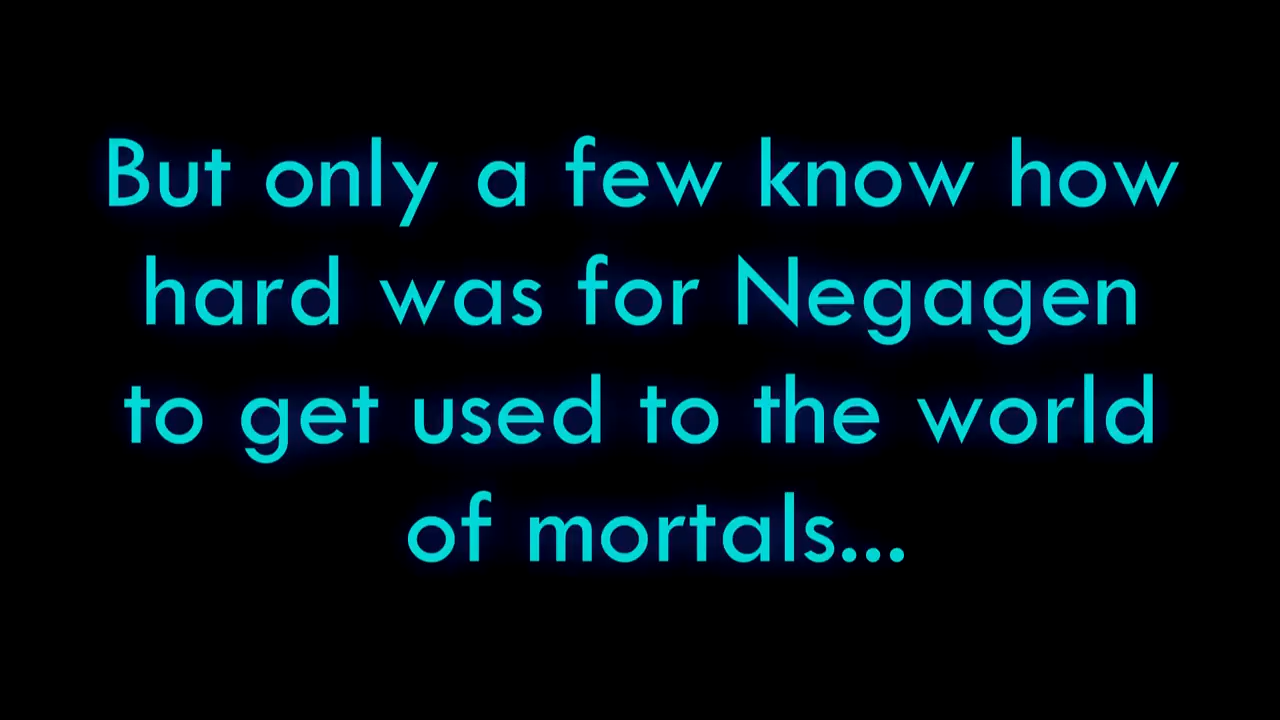 But only a few know how
hard was for Negagen
to get used to the world
of mortals...